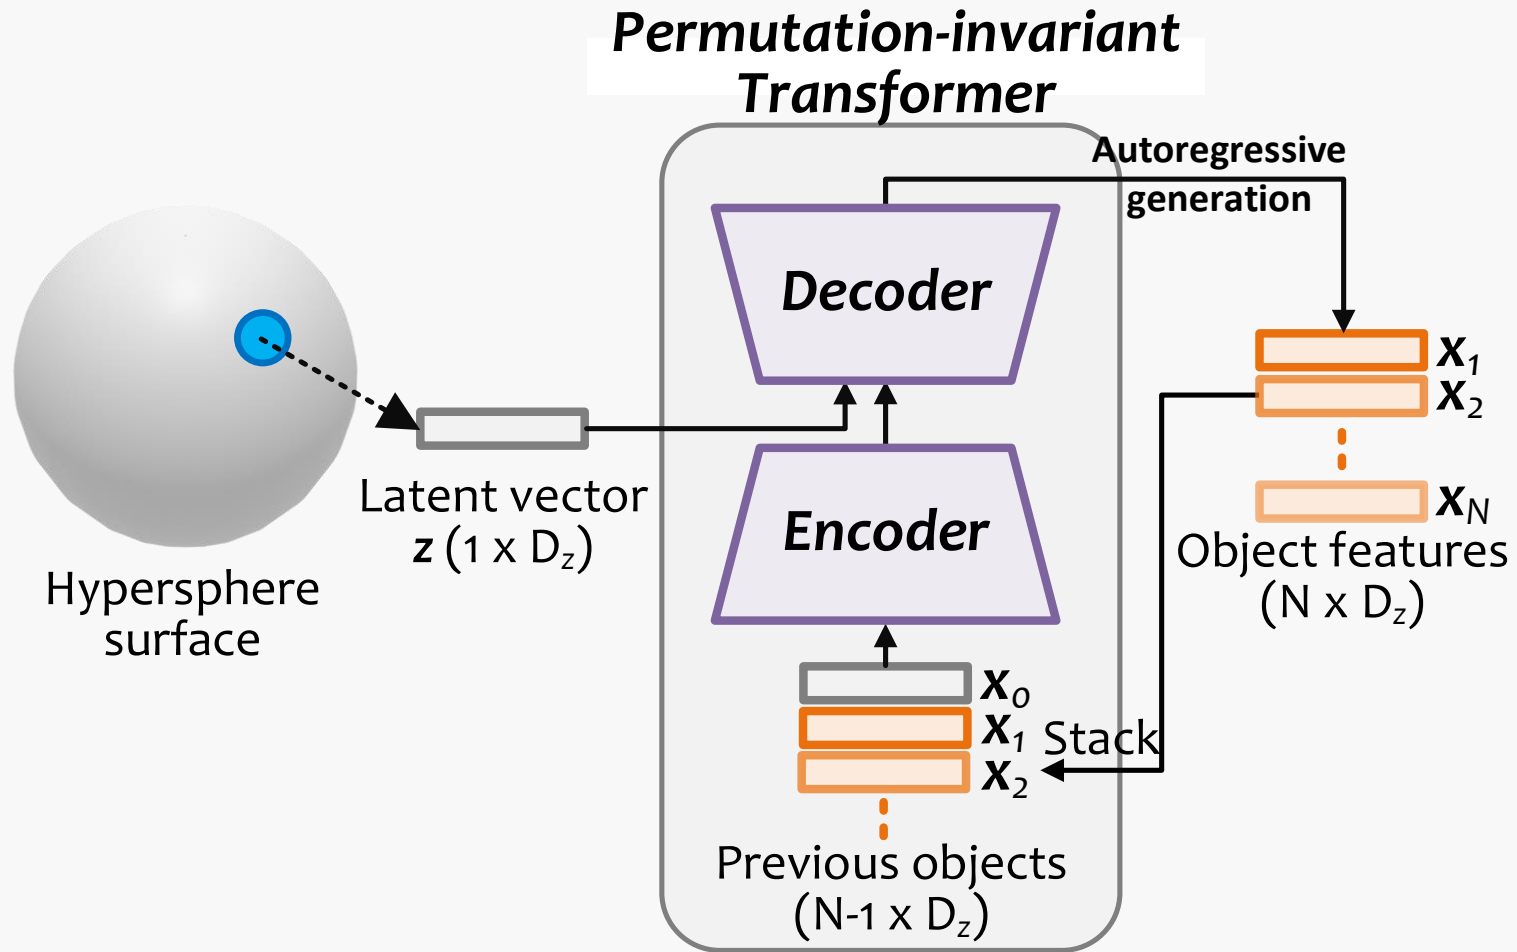 Permutation-invariant
Transformer
Autoregressive
generation
Decoder
x1
x2
xN
Object features
(N x Dz)
Latent vector
z (1 x Dz)
Encoder
Hypersphere
surface
x0
x1
x2
Stack
Previous objects
(N-1 x Dz)